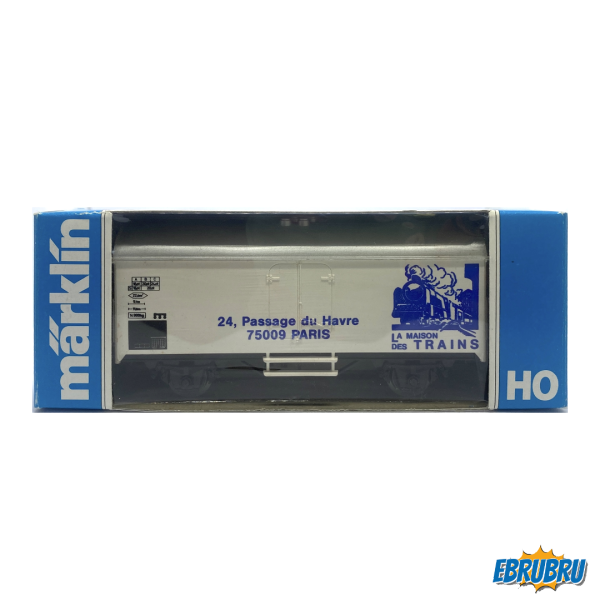 märklin
24, Passage du Havre
75009 PARIS
LA MAISON
DES TRAINS
E
HO
EBRUBRU